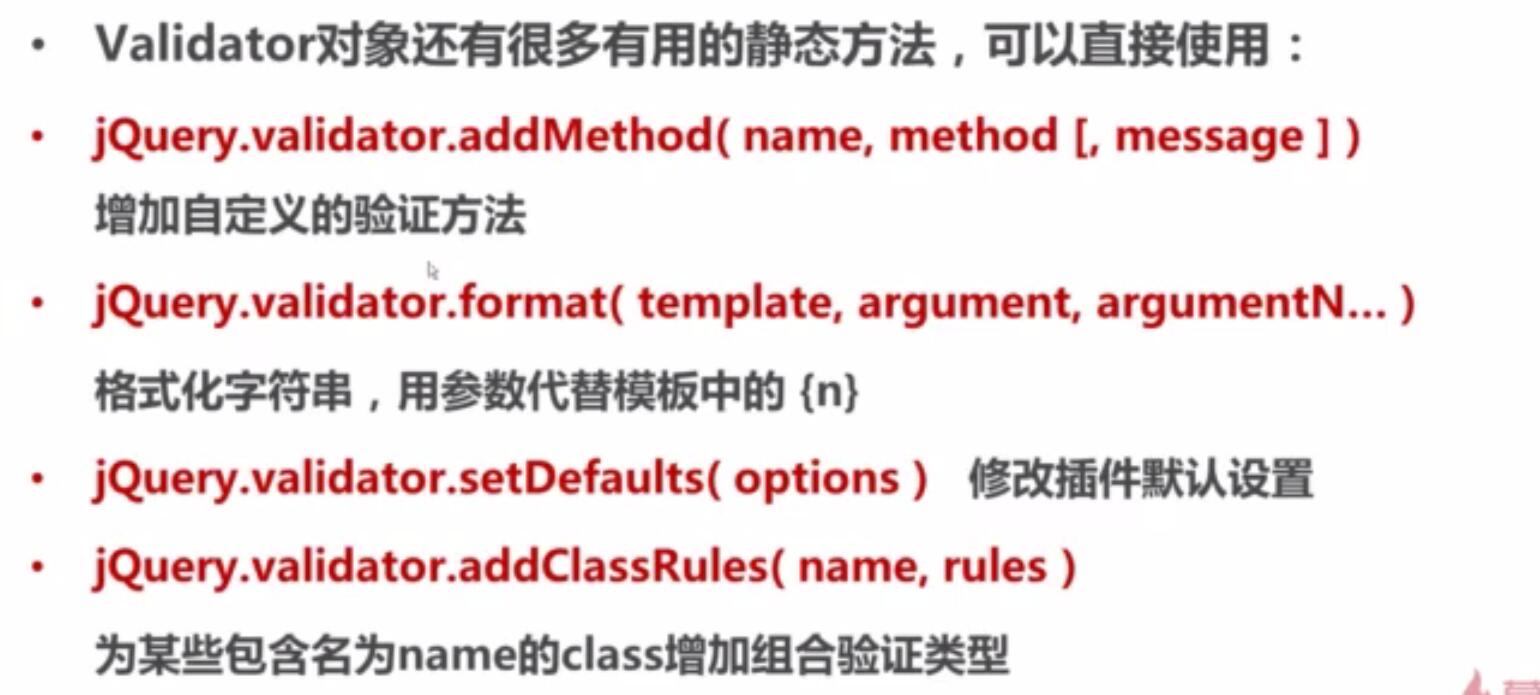 • Validator对象还有很多有用的静态方法，可以直接使用：
• jQuery.validator.addMethod( name, method [, message ] )
增加自定义的验证方法
• jQuery.validator.format( template, argument, argumentN... )
格式化字符串，用参数代替模板中的 {n}
• jQuery.validator.setDefaults( options ) 修改插件默认设置
• jQuery.validator.addClassRules( name, rules )
为某些包含名为name的class增加组合验证类型